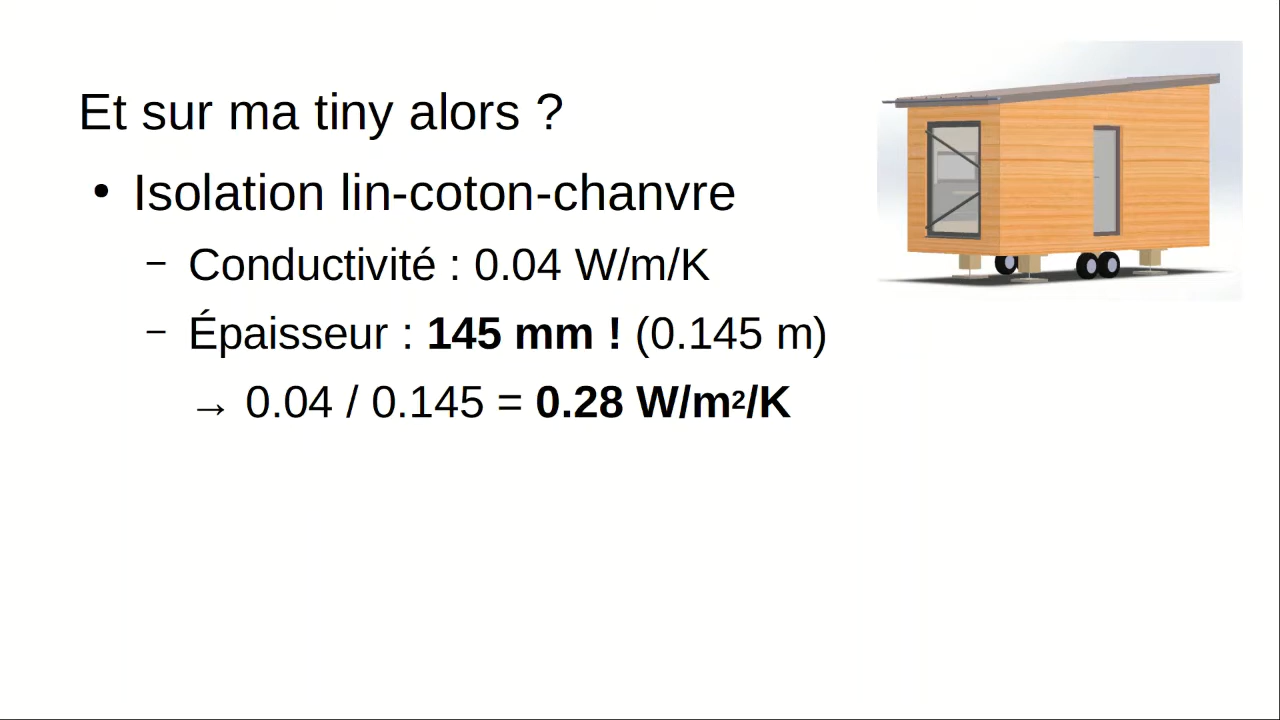 Et sur ma tiny alors ?
• Isolation lin-coton-chanvre
– Conductivité : 0.04 W/m/K
– Épaisseur : 145 mm ! (0.145 m)
→ 0.04 / 0.145 = 0.28 W/m²/K